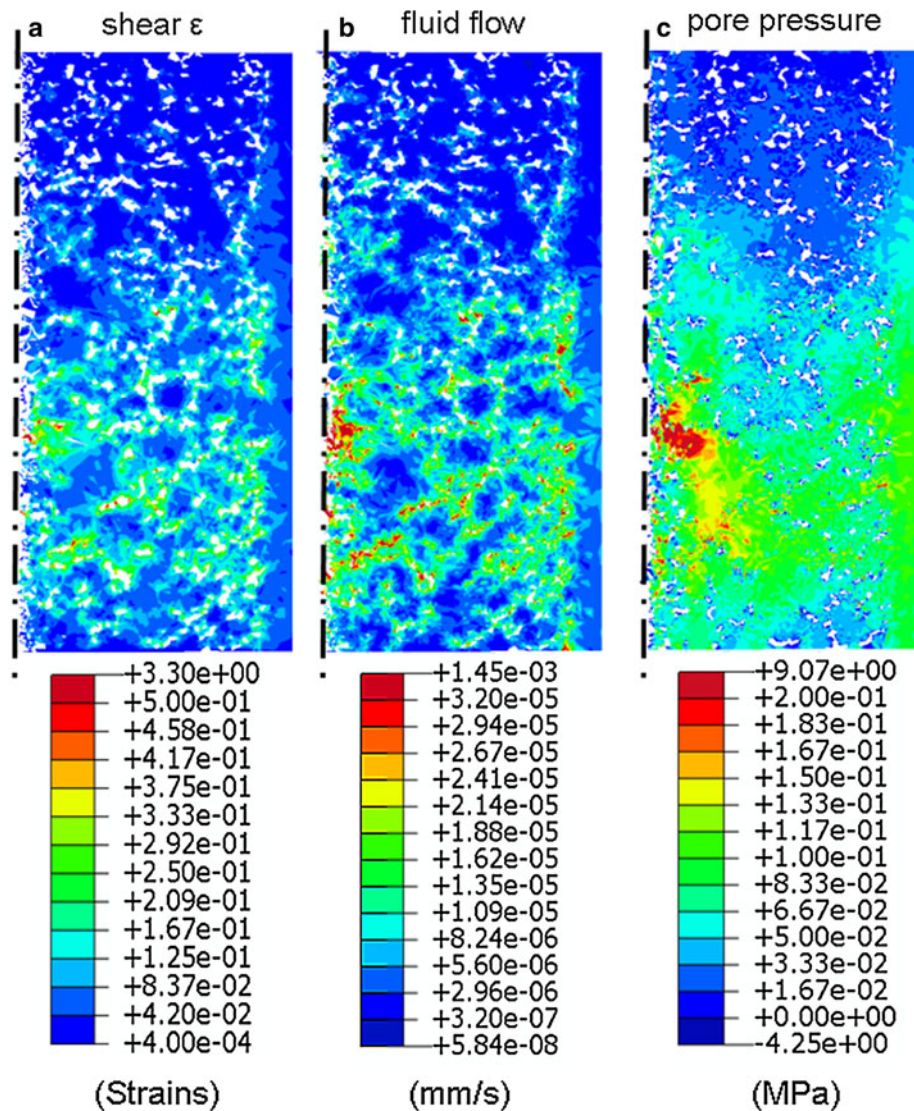 a shear ε
b fluid flow
c pore pressure
+3.30e+00
+5.00e-01
+4.58e-01
+4.17e-01
+3.75e-01
+3.33e-01
+2.92e-01
+2.50e-01
+2.09e-01
+1.67e-01
+1.25e-01
+8.37e-02
+4.20e-02
+4.00e-04
(Strains)
+1.45e-03
+3.20e-05
+2.94e-05
+2.67e-05
+2.41e-05
+2.14e-05
+1.88e-05
+1.62e-05
+1.35e-05
+1.09e-05
+8.24e-06
+5.60e-06
+2.96e-06
+3.20e-07
+5.84e-08
(mm/s)
+9.07e+00
+2.00e-01
+1.83e-01
+1.67e-01
+1.50e-01
+1.33e-01
+1.17e-01
+1.00e-01
+8.33e-02
+6.67e-02
+5.00e-02
+3.33e-02
+1.67e-02
+0.00e+00
-4.25e+00
(MPa)